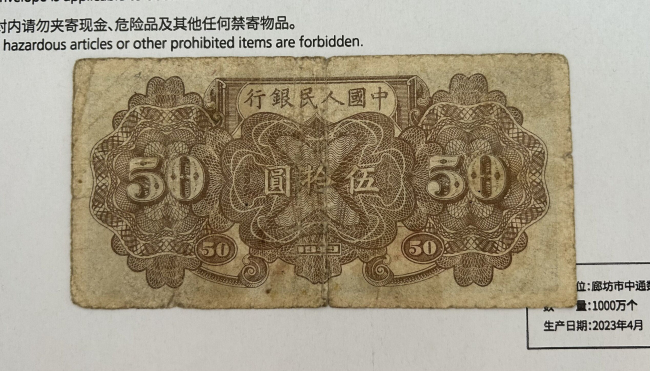 封内请勿夹寄现金、危险品及其他任何禁寄物品。
hazardous articles or other prohibited items are forbidden.
行銀民人國中
50 圓拾伍 50
50 50
位:廊坊市中通
数 量:1000万个
生产日期:2023年4月